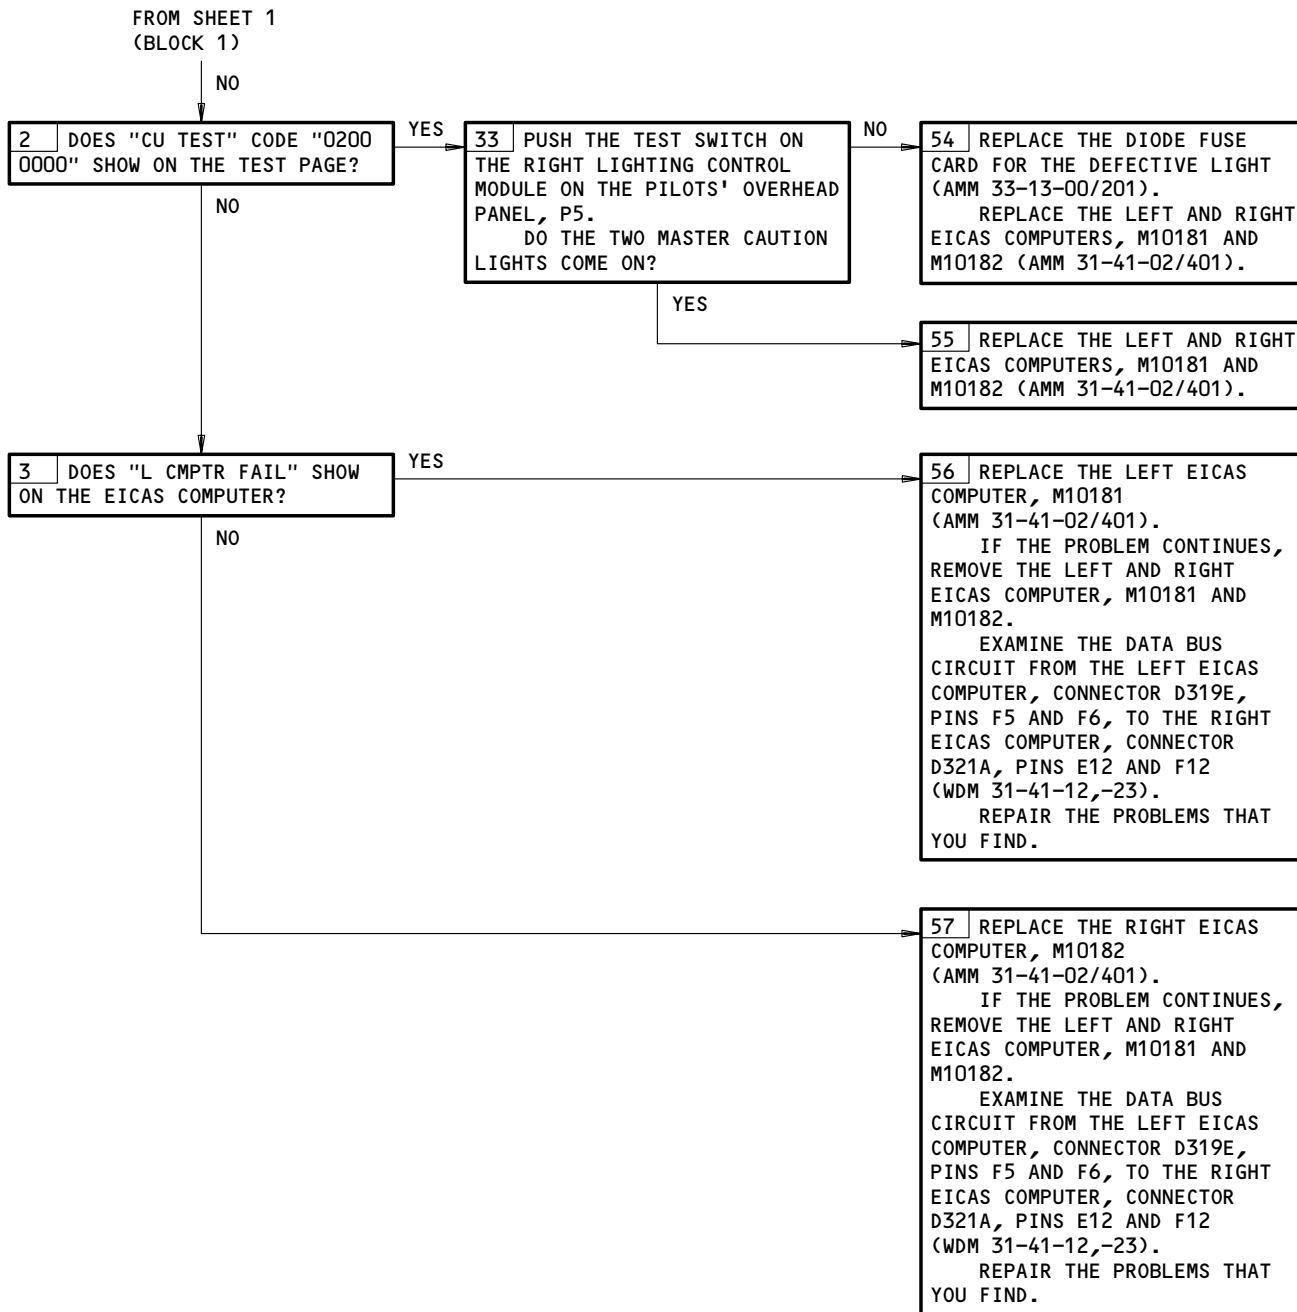 FROM SHEET 1
(BLOCK 1)
NO
2 DOES "CU TEST" CODE "0200
0000" SHOW ON THE TEST PAGE?
YES
NO
33 PUSH THE TEST SWITCH ON
THE RIGHT LIGHTING CONTROL
MODULE ON THE PILOTS' OVERHEAD
PANEL, P5.
DO THE TWO MASTER CAUTION
LIGHTS COME ON?
NO
YES
54 REPLACE THE DIODE FUSE
CARD FOR THE DEFECTIVE LIGHT
(AMM 33-13-00/201).
REPLACE THE LEFT AND RIGHT
EICAS COMPUTERS, M10181 AND
M10182 (AMM 31-41-02/401).
55 REPLACE THE LEFT AND RIGHT
EICAS COMPUTERS, M10181 AND
M10182 (AMM 31-41-02/401).
3 DOES "L CMPTR FAIL" SHOW
ON THE EICAS COMPUTER?
YES
NO
56 REPLACE THE LEFT EICAS
COMPUTER, M10181
(AMM 31-41-02/401).
IF THE PROBLEM CONTINUES,
REMOVE THE LEFT AND RIGHT
EICAS COMPUTER, M10181 AND
M10182.
EXAMINE THE DATA BUS
CIRCUIT FROM THE LEFT EICAS
COMPUTER, CONNECTOR D319E,
PINS F5 AND F6, TO THE RIGHT
EICAS COMPUTER, CONNECTOR
D321A, PINS E12 AND F12
(WDM 31-41-12,-23).
REPAIR THE PROBLEMS THAT
YOU FIND.
57 REPLACE THE RIGHT EICAS
COMPUTER, M10182
(AMM 31-41-02/401).
IF THE PROBLEM CONTINUES,
REMOVE THE LEFT AND RIGHT
EICAS COMPUTER, M10181 AND
M10182.
EXAMINE THE DATA BUS
CIRCUIT FROM THE LEFT EICAS
COMPUTER, CONNECTOR D319E,
PINS F5 AND F6, TO THE RIGHT
EICAS COMPUTER, CONNECTOR
D321A, PINS E12 AND F12
(WDM 31-41-12,-23).
REPAIR THE PROBLEMS THAT
YOU FIND.